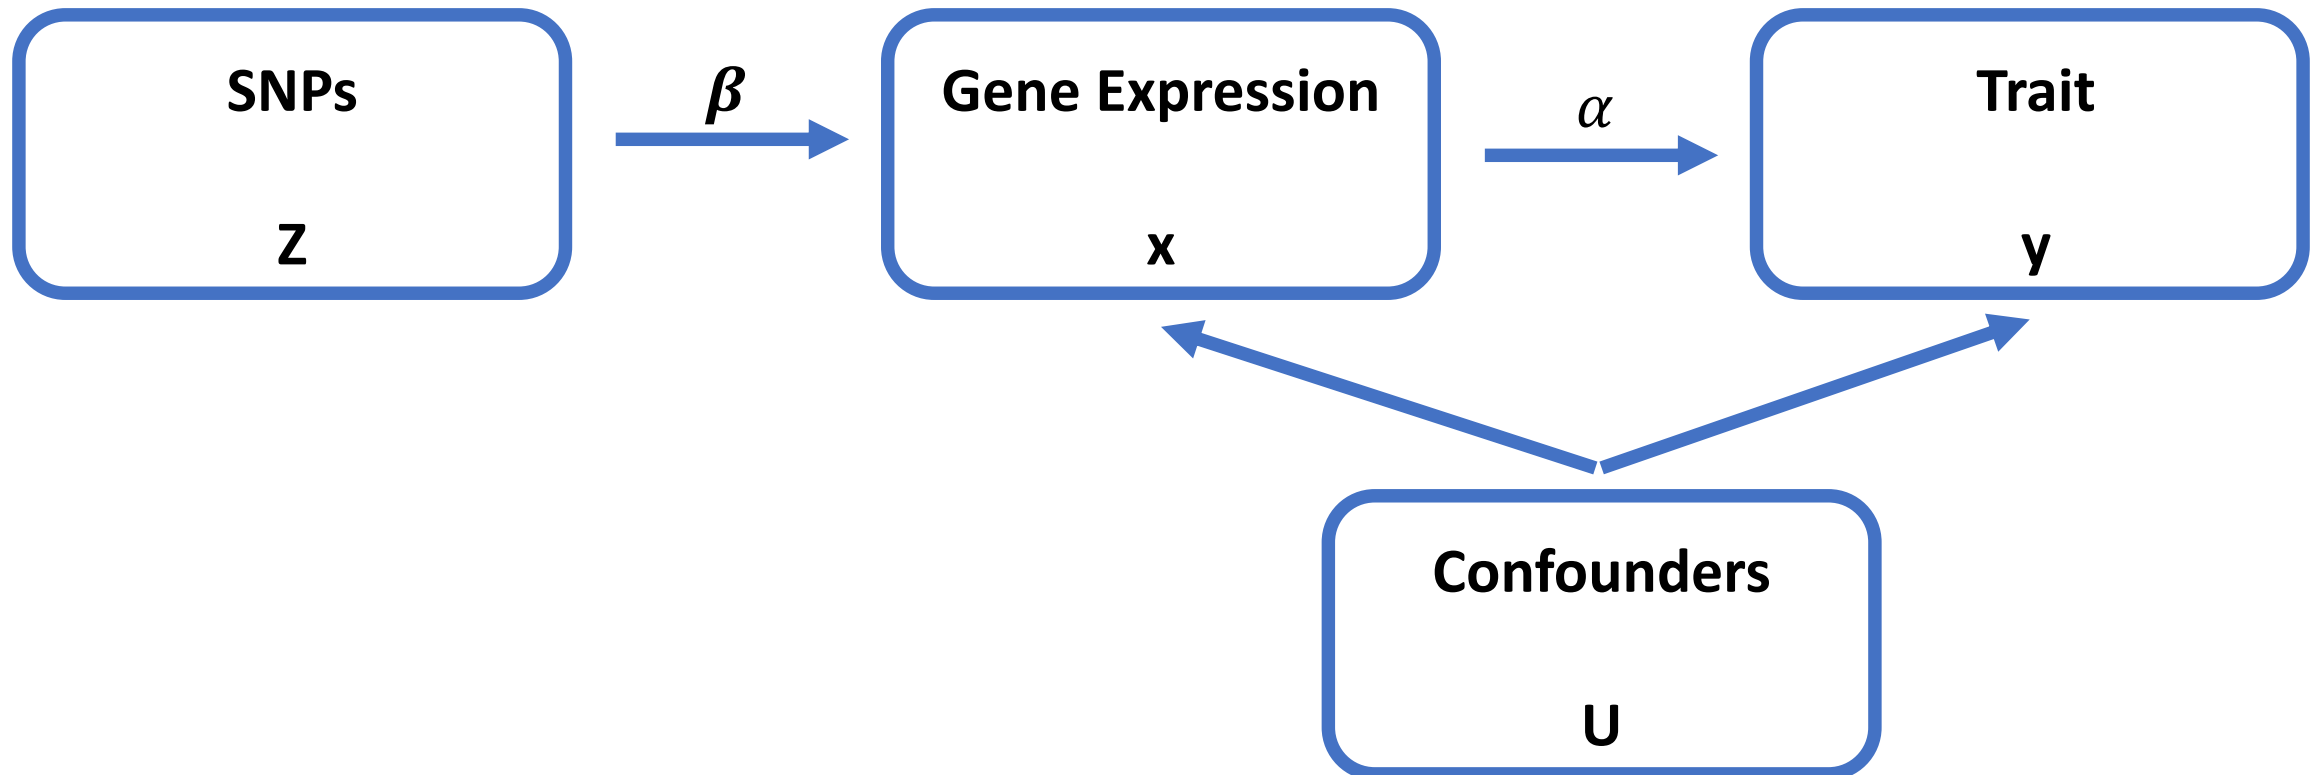 SNPs
Z
β
Gene Expression
x
α
Trait
y
Confounders
U